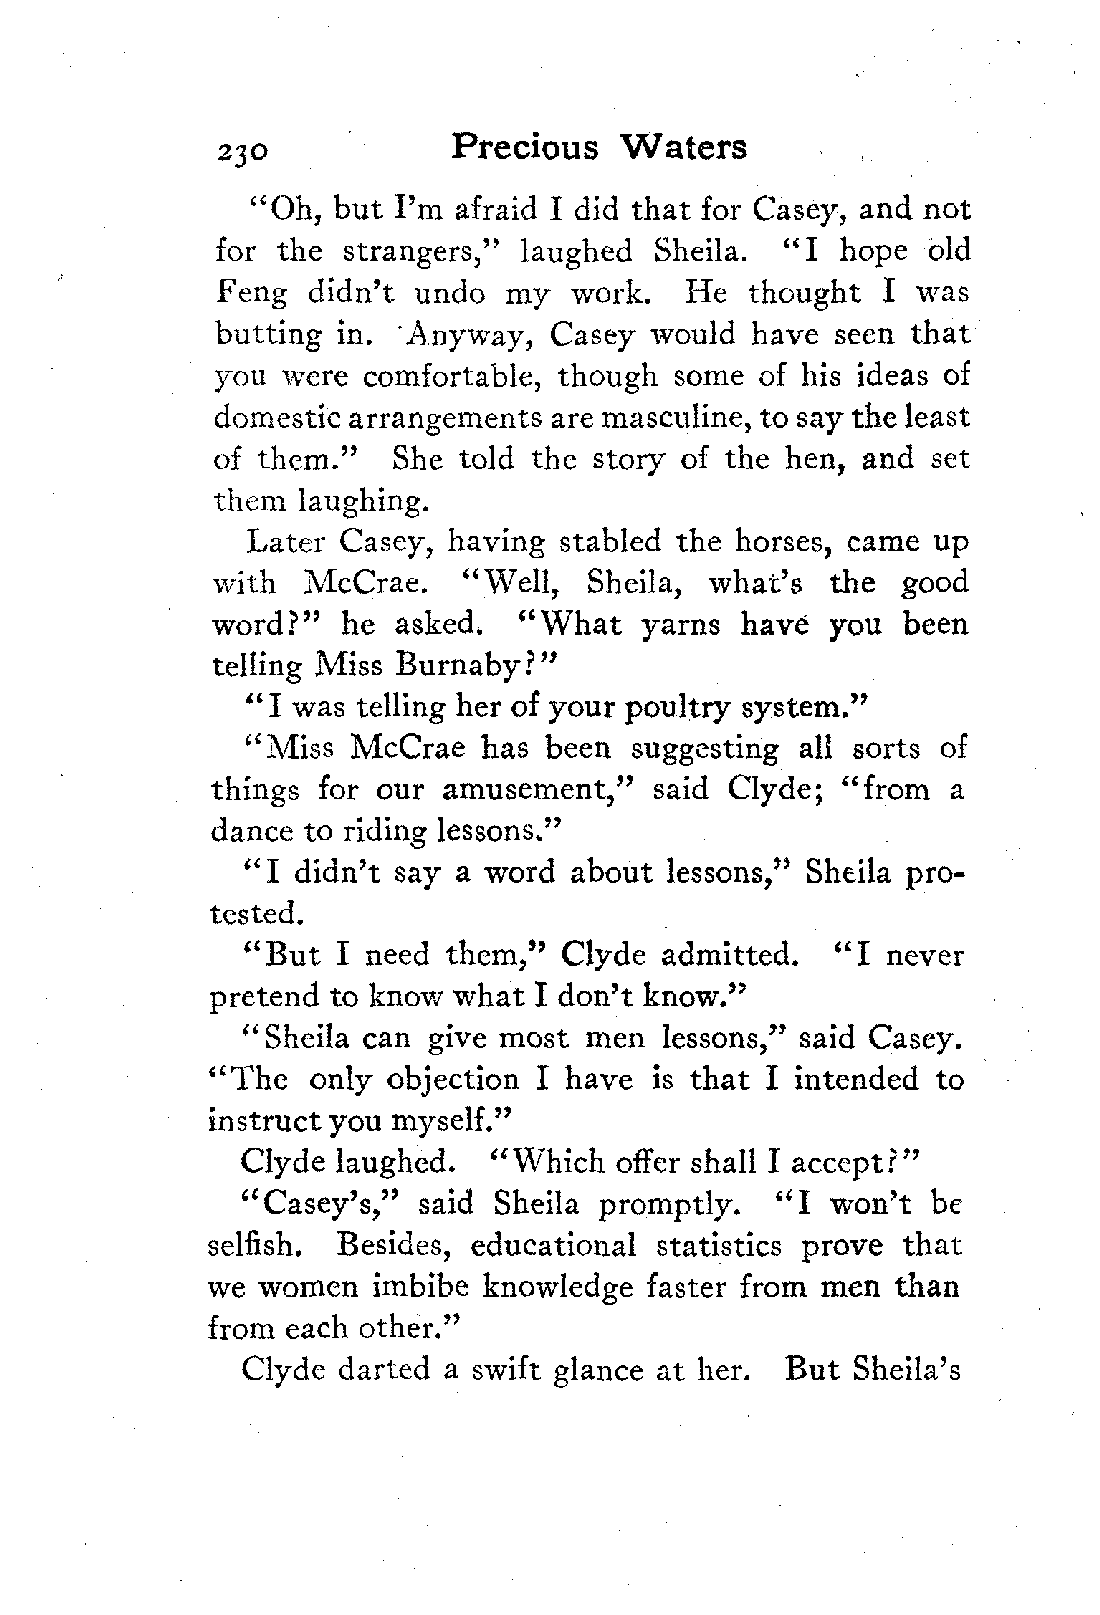 230 Precious Waters
“Oh, but I’m afraid I did that for Casey, and not
for the strangers,” laughed Sheila. “I hope old
Feng didn’t undo my work. He thought I was
butting in. Anyway, Casey would have seen that
you were comfortable, though some of his ideas of
domestic arrangements are masculine, to say the least
of them.” She told the story of the hen, and set
them laughing.
Later Casey, having stabled the horses, came up
with McCrae. “Well, Sheila, what’s the good
word?” he asked. “What yarns have you been
telling Miss Burnaby?”
“I was telling her of your poultry system.”
“Miss McCrae has been suggesting all sorts of
things for our amusement,” said Clyde; “from a
dance to riding lessons.”
“I didn’t say a word about lessons,” Sheila pro-
tested.
“But I need them,” Clyde admitted. “I never
pretend to know what I don’t know.”
“Sheila can give most men lessons,” said Casey.
“The only objection I have is that I intended to
instruct you myself.”
Clyde laughed. “Which offer shall I accept?”
“Casey’s,” said Sheila promptly. “I won’t be
selfish. Besides, educational statistics prove that
we women imbibe knowledge faster from men than
from each other.”
Clyde darted a swift glance at her. But Sheila’s